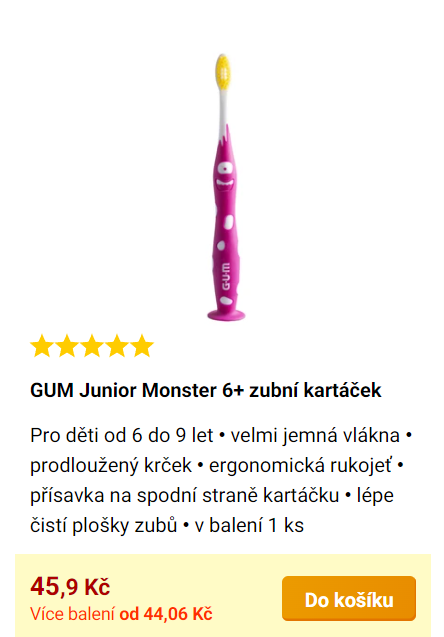 G·U·M
GUM Junior Monster 6+ zubní kartáček
Pro děti od 6 do 9 let • velmi jemná vlákna •
prodloužený krček • ergonomická rukojeť •
přísavka na spodní straně kartáčku • lépe
čistí plošky zubů • v balení 1 ks
45,9 Kč
Více balení od 44,06 Kč
Do košíku